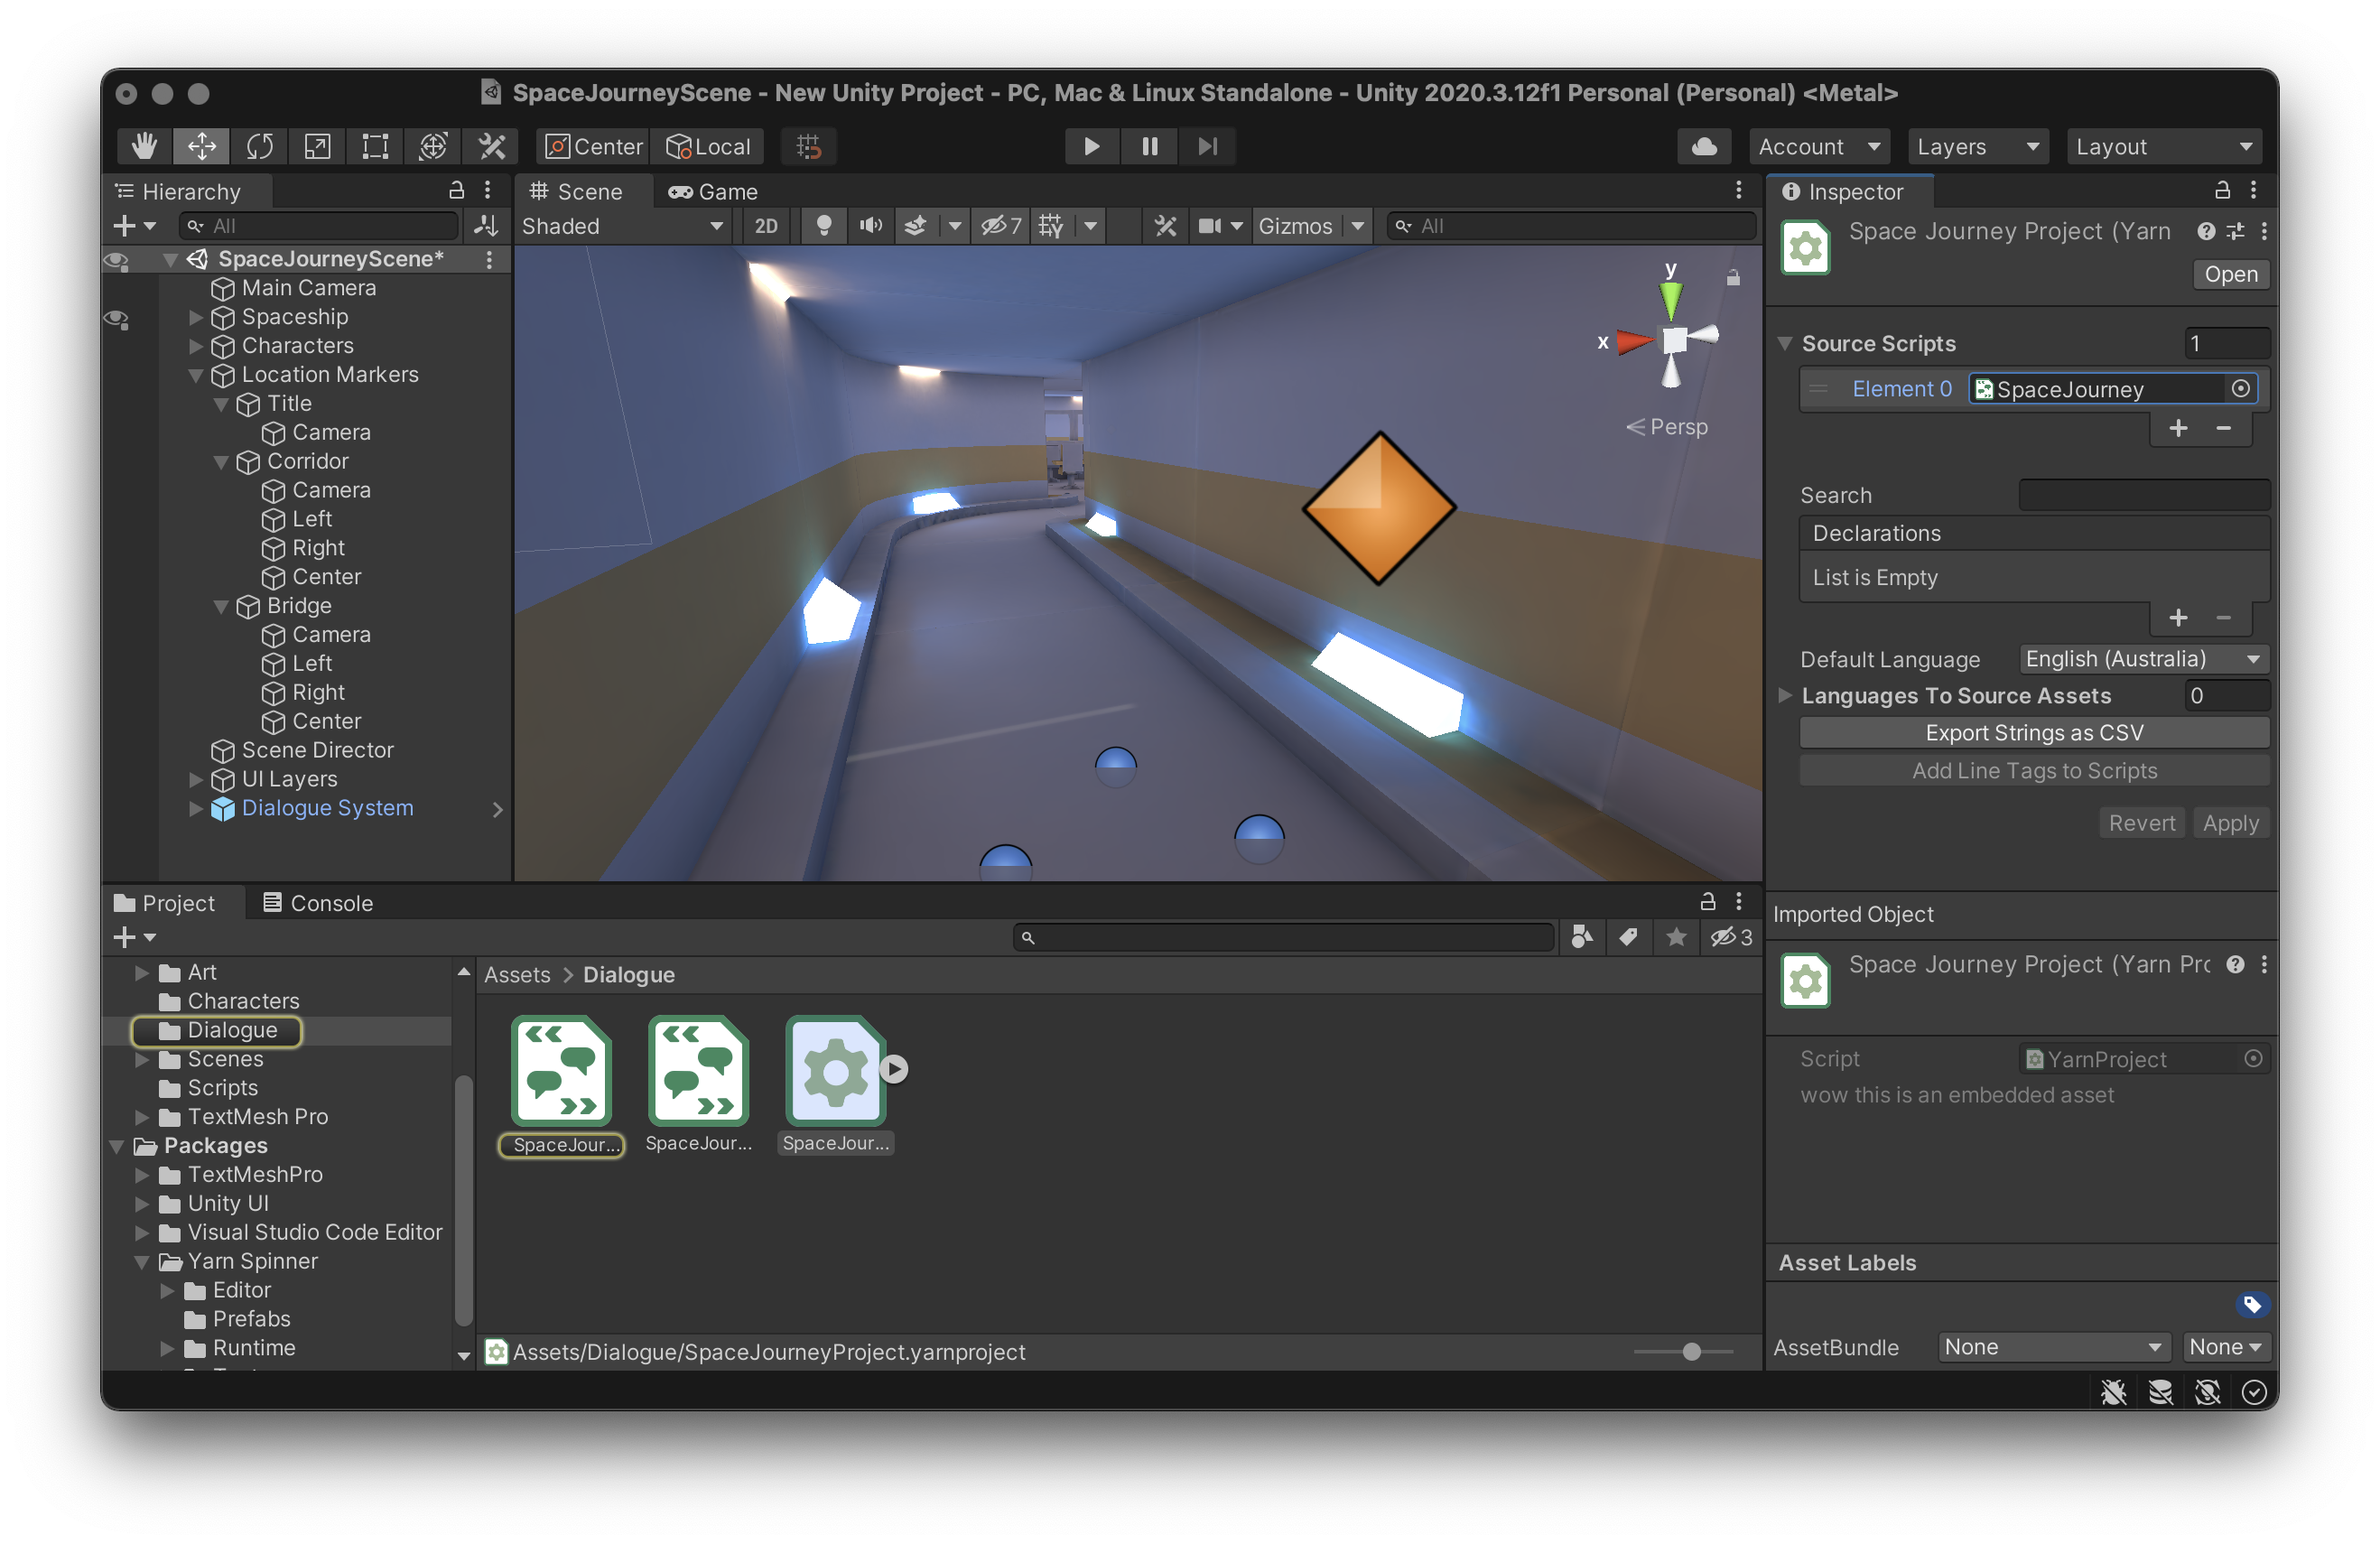 SpaceJourneyScene - New Unity Project - PC, Mac & Linux Standalone - Unity 2020.3.12f1 Personal (Personal) <Metal>
Center Local Account Layers Layout
Hierarchy
All
SpaceJourneyScene*
Main Camera
Spaceship
Characters
Location Markers
Title
Camera
Corridor
Camera
Left
Right
Center
Bridge
Camera
Left
Right
Center
Scene Director
UI Layers
Dialogue System
Scene Game
Shaded 2D 7 Gizmos All
y
x
Persp
Inspector
Space Journey Project (Yarn
Open
Source Scripts 1
Element 0 SpaceJourney
Search
Declarations
List is Empty
Default Language English (Australia)
Languages To Source Assets 0
Export Strings as CSV
Add Line Tags to Scripts
Revert Apply
Imported Object
Space Journey Project (Yarn Prc
Script YarnProject
wow this is an embedded asset
Asset Labels
AssetBundle None None
Project Console
3
Art
Characters
Dialogue
Scenes
Scripts
TextMesh Pro
Packages
TextMeshPro
Unity UI
Visual Studio Code Editor
Yarn Spinner
Editor
Prefabs
Runtime
Assets > Dialogue
SpaceJour... SpaceJour... SpaceJour...
Assets/Dialogue/SpaceJourneyProject.yarnproject